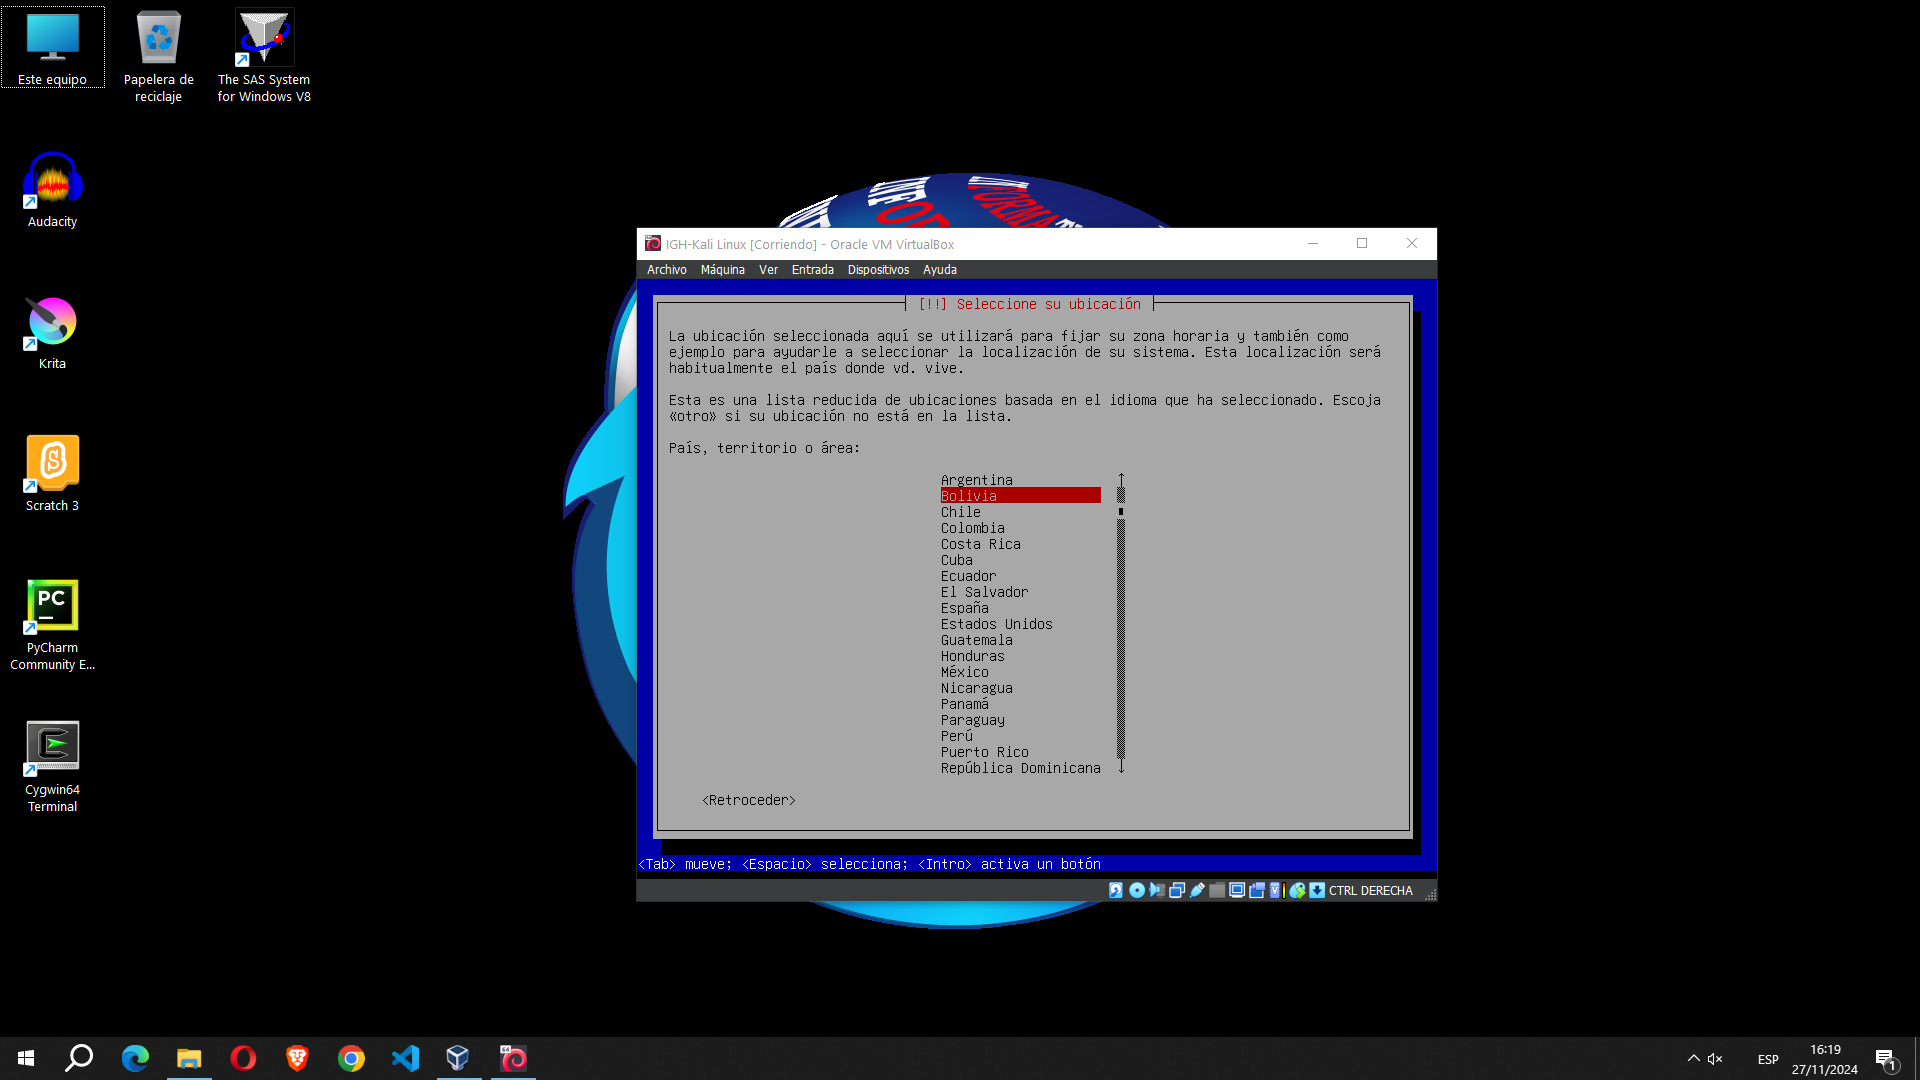 Este equipo
Papelera de
reciclaje
The SAS System
for Windows V8
Audacity
Krita
Scratch 3
PyCharm
Community E...
Cygwin64
Terminal
IGH-Kali Linux [Corriendo] - Oracle VM VirtualBox
Archivo Máquina Ver Entrada Dispositivos Ayuda
[!!] Seleccione su ubicación
La ubicación seleccionada aquí se utilizará para fijar su zona horaria y también como
ejemplo para ayudarle a seleccionar la localización de su sistema. Esta localización será
habitualmente el país donde vd. vive.
Esta es una lista reducida de ubicaciones basada en el idioma que ha seleccionado. Escoja
«otro» si su ubicación no está en la lista.
País, territorio o área:
Argentina
Bolivia
Chile
Colombia
Costa Rica
Cuba
Ecuador
El Salvador
España
Estados Unidos
Guatemala
Honduras
México
Nicaragua
Panamá
Paraguay
Perú
Puerto Rico
República Dominicana
<Retroceder>
<Tab> mueve; <Espacio> selecciona; <Intro> activa un botón
CTRL DERECHA
PC
64
ESP
16:19
27/11/2024
1